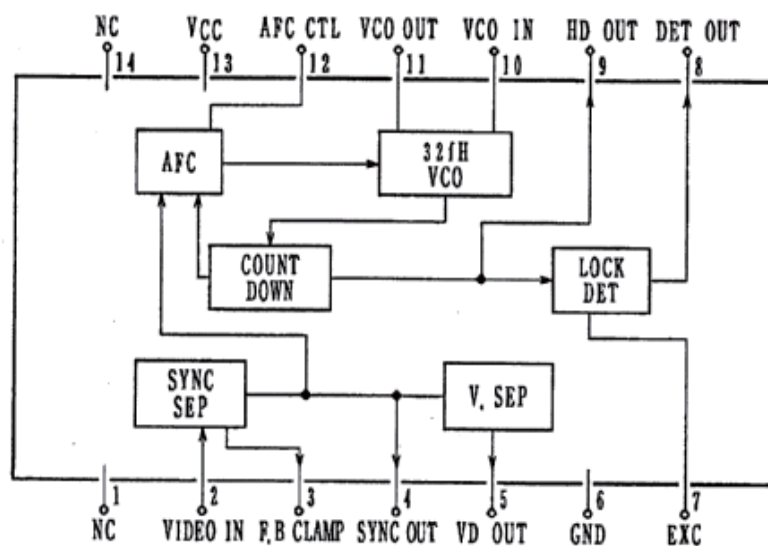 NC VCC AFC CTL VCO OUT VCO IN HD OUT DET OUT
14 13 12 11 10 9 8
AFC
32fH
VCO
COUNT
DOWN
LOCK
DET
SYNC
SEP
V. SEP
1 2 3 4 5 6 7
NC VIDEO IN F.B CLAMP SYNC OUT VD OUT GND EXC